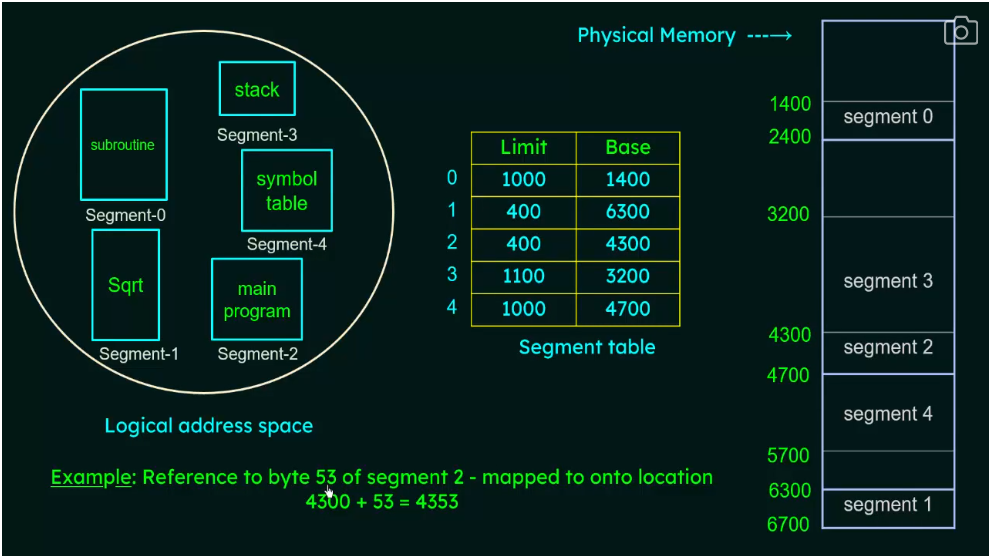 Physical Memory ---→
stack
Segment-3
subroutine
Segment-0
symbol
table
Segment-4
Sqrt
Segment-1
main
program
Segment-2
Logical address space
Limit Base
0 1000 1400
1 400 6300
2 400 4300
3 1100 3200
4 1000 4700
Segment table
1400
segment 0
2400
3200
segment 3
4300
segment 2
4700
segment 4
5700
6300
segment 1
6700
Example: Reference to byte 53 of segment 2 - mapped to onto location
4300 + 53 = 4353